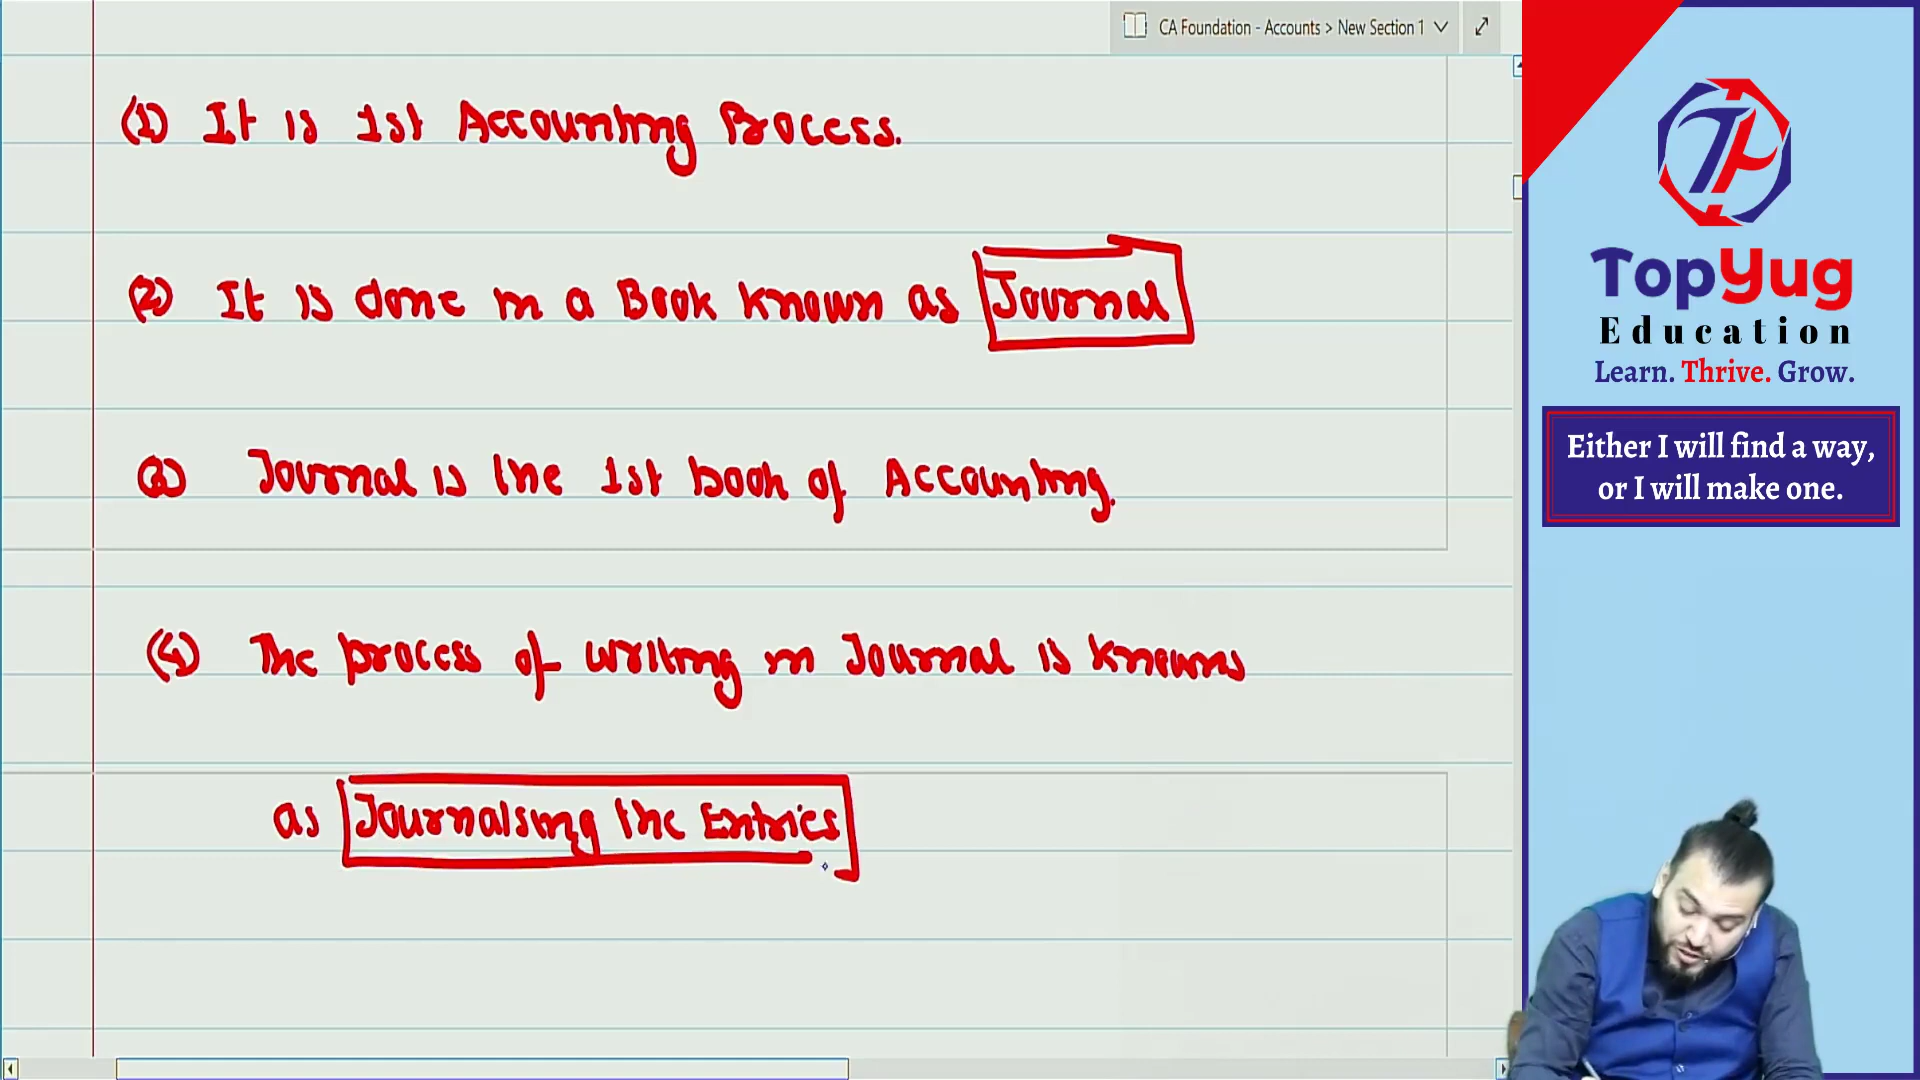 CA Foundation - Accounts > New Section 1
(1) It is 1st Accounting Process.
(2) It is done in a Book known as Journal
(3) Journal is the 1st book of Accounting.
(4) The process of writing in Journal is knowns
as Journalsing the Entries
TopYug
Education
Learn. Thrive. Grow.
Either I will find a way,
or I will make one.